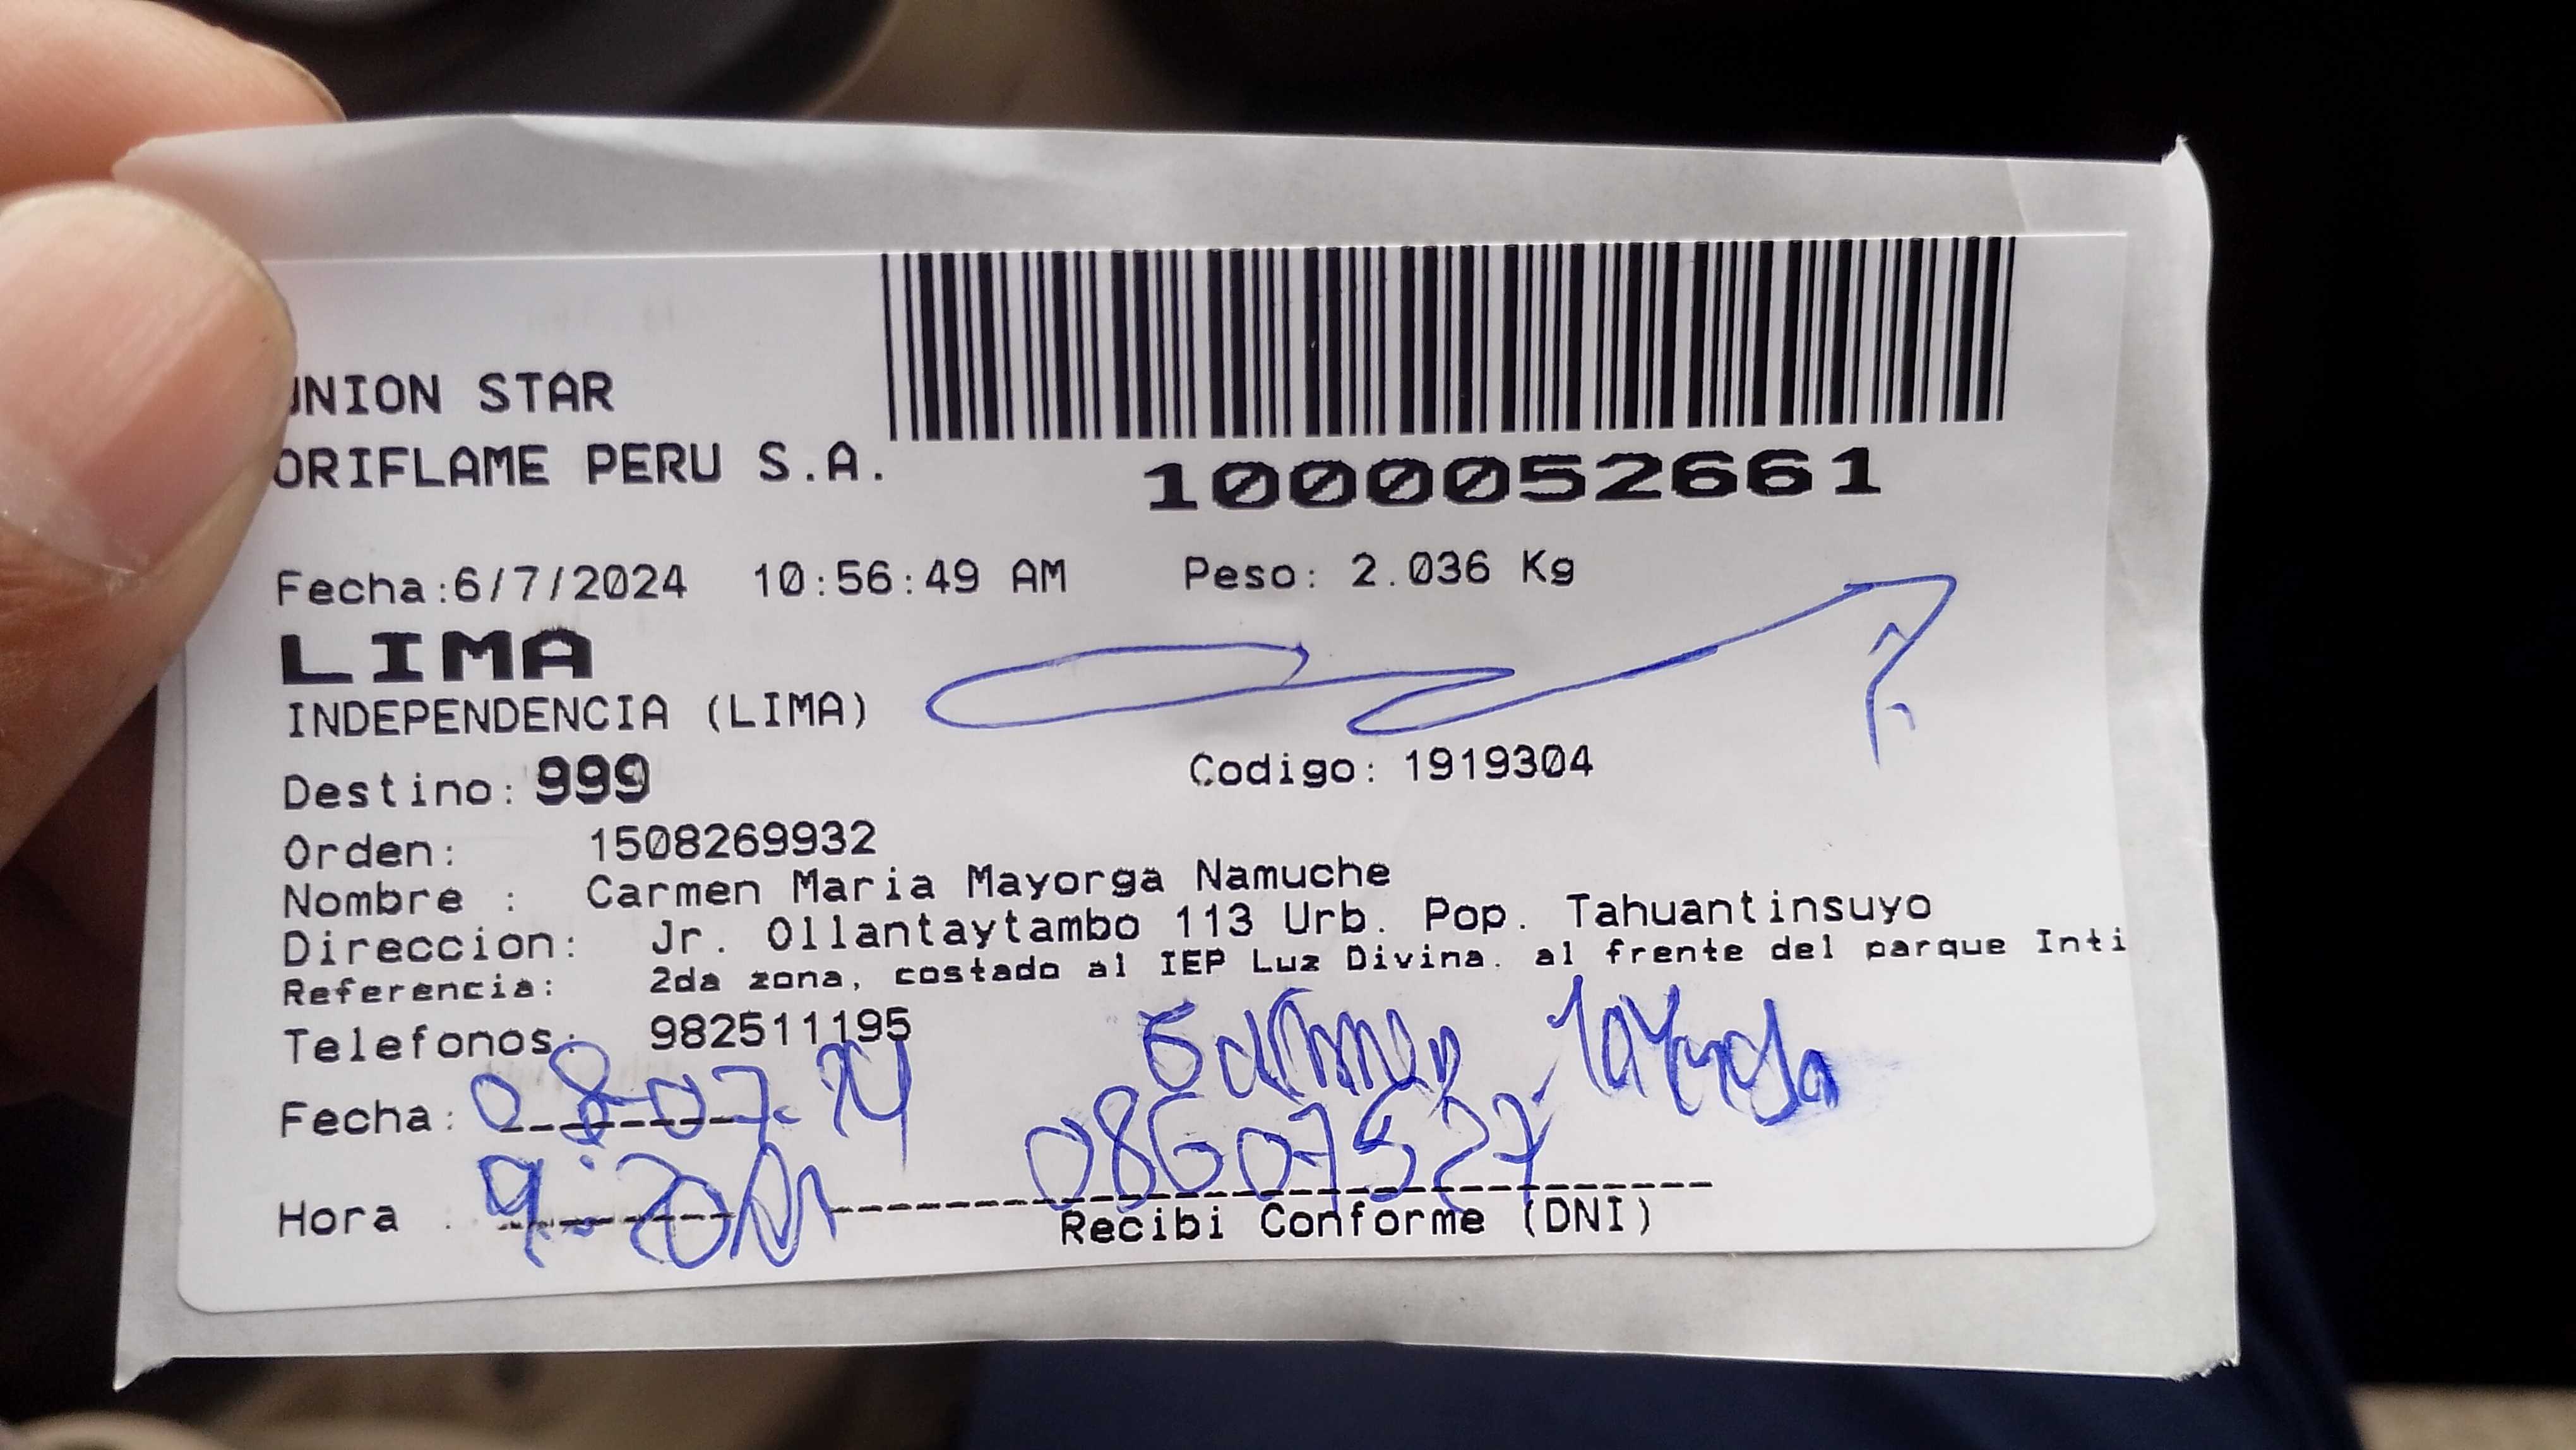 UNION STAR
ORIFLAME PERU S.A.
1000052661
Fecha:6/7/2024 10:56:49 AM Peso: 2.036 Kg
LIMA
INDEPENDENCIA (LIMA)
Destino: 999 Codigo: 1919304
Orden: 1508269932
Nombre : Carmen Maria Mayorga Namuche
Direccion: Jr. Ollantaytambo 113 Urb. Pop. Tahuantinsuyo
Referencia: 2da zona, costado al IEP Luz Divina. al frente del parque Inti
Telefonos: 982511195
Fecha: 08-07-24
08607527
Hora : 9:20
Recibi Conforme (DNI)